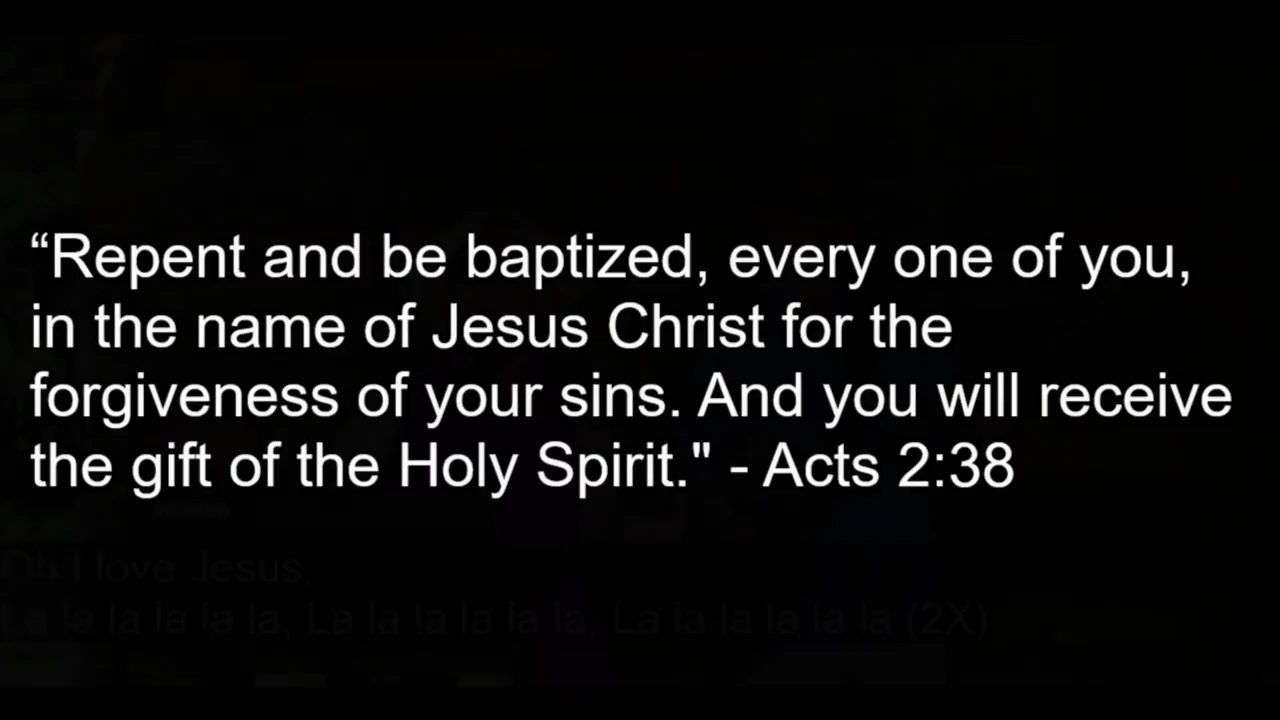 “Repent and be baptized, every one of you,
in the name of Jesus Christ for the
forgiveness of your sins. And you will receive
the gift of the Holy Spirit." - Acts 2:38
Oh I love Jesus,
La la la la la la, La la la la la la, La la la la la la (2X)